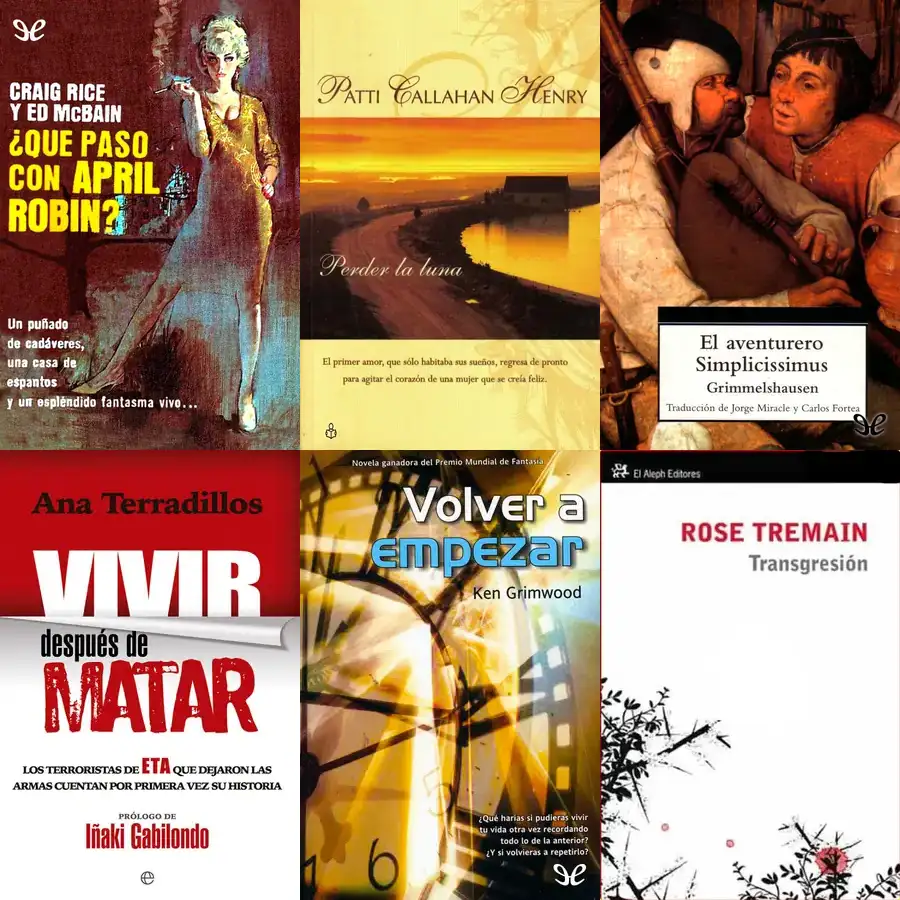 CRAIG RICE
Y ED McBAIN
¿QUE PASO
CON APRIL
ROBIN?
Un puñado
de cadáveres,
una casa de
espantos
y un espléndido fantasma vivo...
PATTI CALLAHAN HENRY
Perder la luna
El primer amor, que sólo habitaba sus sueños, regresa de pronto
para agitar el corazón de una mujer que se creía feliz.
El aventurero
Simplicissimus
Grimmelshausen
Traducción de Jorge Miracle y Carlos Fortea
Ana Terradillos
VIVIR
después de
MATAR
LOS TERRORISTAS DE ETA QUE DEJARON LAS
ARMAS CUENTAN POR PRIMERA VEZ SU HISTORIA
PRÓLOGO DE
Iñaki Gabilondo
Novela ganadora del Premio Mundial de Fantasía
Volver a
empezar
Ken Grimwood
5
6
¿Qué harías si pudieras vivir
tu vida otra vez recordando
todo lo de la anterior?
¿Y si volvieras a repetirlo?
El Aleph Editores
ROSE TREMAIN
Transgresión